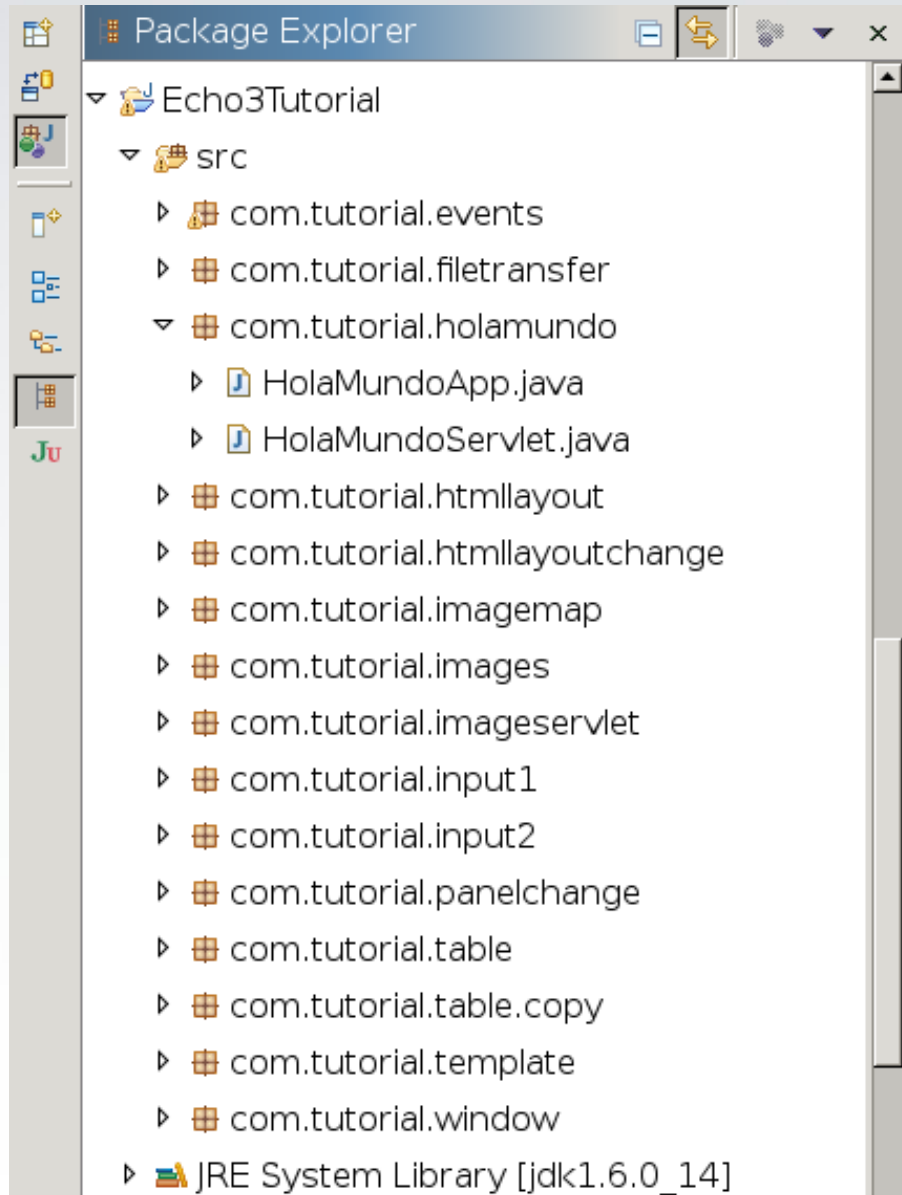 Package Explorer
Echo3Tutorial
src
com.tutorial.events
com.tutorial.filetransfer
com.tutorial.holamundo
HolaMundoApp.java
HolaMundoServlet.java
com.tutorial.htmllayout
com.tutorial.htmllayoutchange
com.tutorial.imagemap
com.tutorial.images
com.tutorial.imageservlet
com.tutorial.input1
com.tutorial.input2
com.tutorial.panelchange
com.tutorial.table
com.tutorial.table.copy
com.tutorial.template
com.tutorial.window
JRE System Library [jdk1.6.0_14]
JU